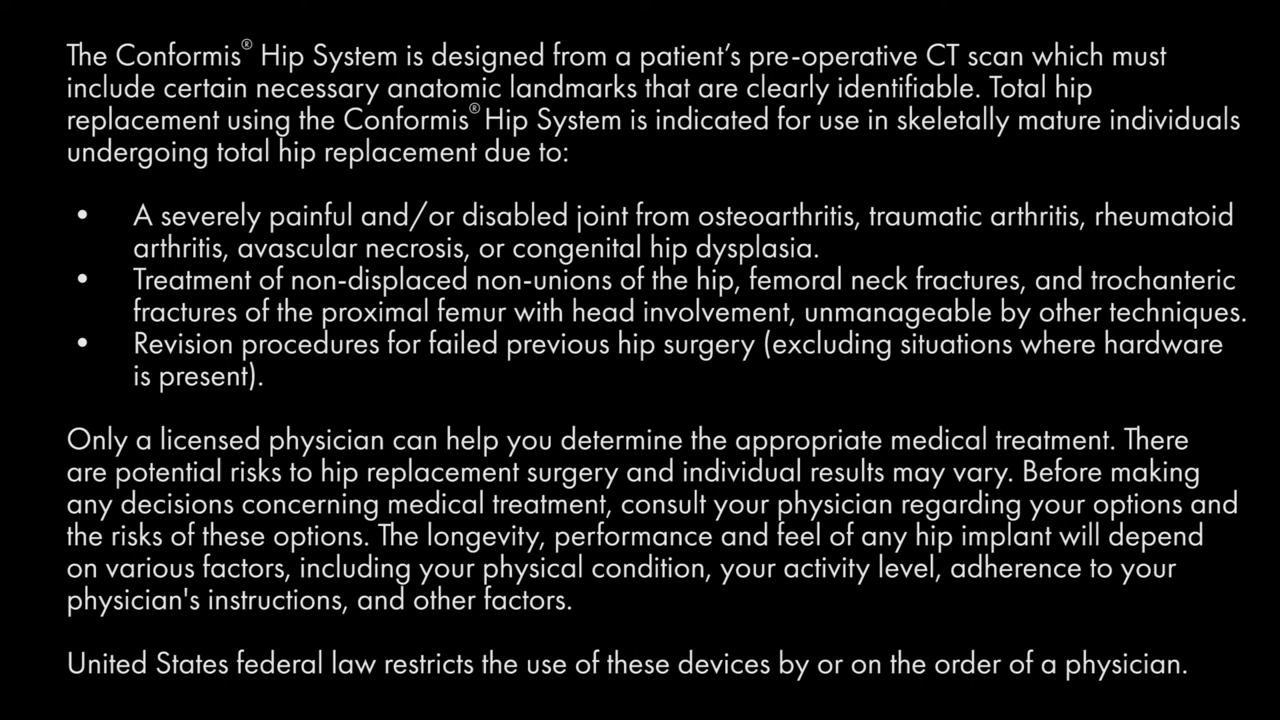 The Conformis® Hip System is designed from a patient’s pre-operative CT scan which must
include certain necessary anatomic landmarks that are clearly identifiable. Total hip
replacement using the Conformis® Hip System is indicated for use in skeletally mature individuals
undergoing total hip replacement due to:
• A severely painful and/or disabled joint from osteoarthritis, traumatic arthritis, rheumatoid
arthritis, avascular necrosis, or congenital hip dysplasia.
• Treatment of non-displaced non-unions of the hip, femoral neck fractures, and trochanteric
fractures of the proximal femur with head involvement, unmanageable by other techniques.
• Revision procedures for failed previous hip surgery (excluding situations where hardware
is present).
Only a licensed physician can help you determine the appropriate medical treatment. There
are potential risks to hip replacement surgery and individual results may vary. Before making
any decisions concerning medical treatment, consult your physician regarding your options and
the risks of these options. The longevity, performance and feel of any hip implant will depend
on various factors, including your physical condition, your activity level, adherence to your
physician's instructions, and other factors.
United States federal law restricts the use of these devices by or on the order of a physician.